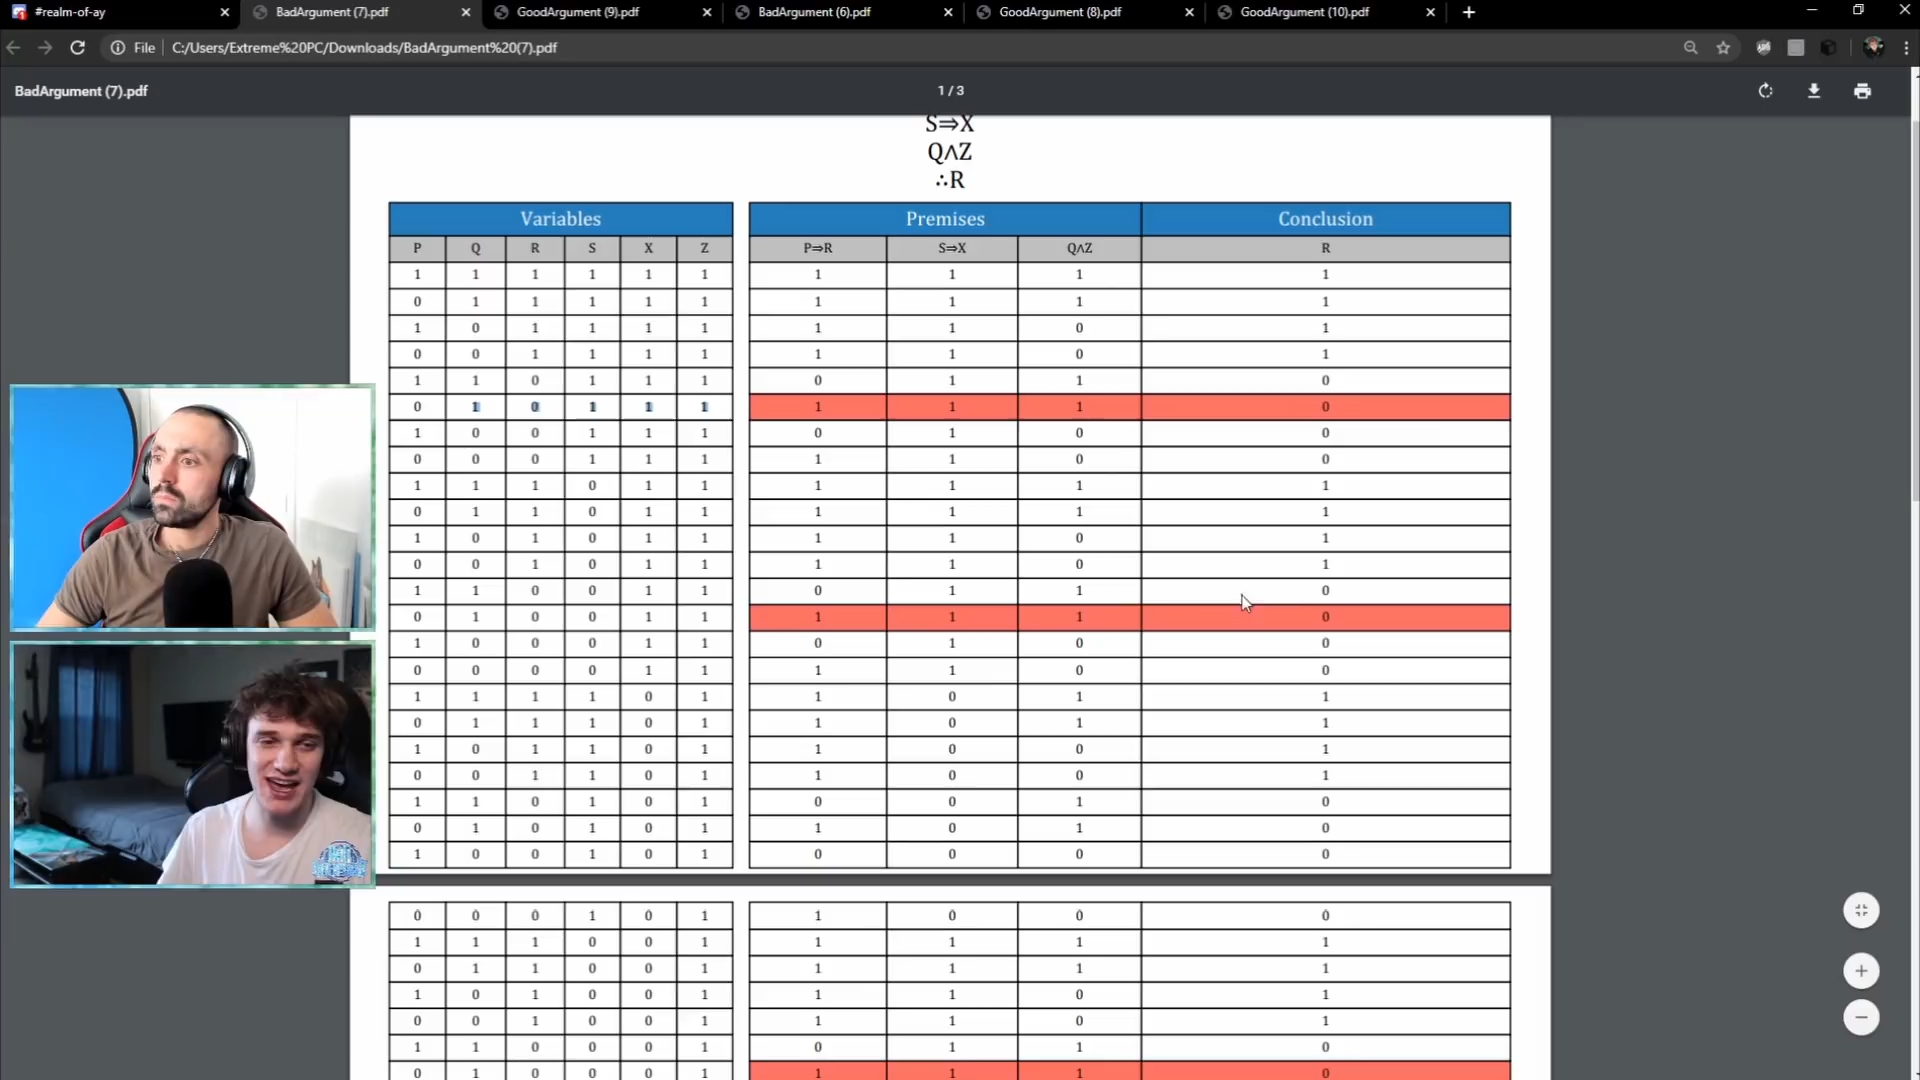 #realm-of-ay
BadArgument (7).pdf
GoodArgument (9).pdf
BadArgument (6).pdf
GoodArgument (8).pdf
GoodArgument (10).pdf
File C:/Users/Extreme%20PC/Downloads/BadArgument%20(7).pdf
BadArgument (7).pdf
1 / 3
S⇒X
Q∧Z
∴R
Variables Premises Conclusion
P Q R S X Z P⇒R S⇒X Q∧Z R
1 1 1 1 1 1 1 1 1 1
0 1 1 1 1 1 1 1 1 1
1 0 1 1 1 1 1 1 0 1
0 0 1 1 1 1 1 1 0 1
1 1 0 1 1 1 0 1 1 0
0 1 0 1 1 1 1 1 1 0
1 0 0 1 1 1 0 1 0 0
0 0 0 1 1 1 1 1 0 0
1 1 1 0 1 1 1 1 1 1
0 1 1 0 1 1 1 1 1 1
1 0 1 0 1 1 1 1 0 1
0 0 1 0 1 1 1 1 0 1
1 1 0 0 1 1 0 1 1 0
0 1 0 0 1 1 1 1 1 0
1 0 0 0 1 1 0 1 0 0
0 0 0 0 1 1 1 1 0 0
1 1 1 1 0 1 1 0 1 1
0 1 1 1 0 1 1 0 1 1
1 0 1 1 0 1 1 0 0 1
0 0 1 1 0 1 1 0 0 1
1 1 0 1 0 1 0 0 1 0
0 1 0 1 0 1 1 0 1 0
1 0 0 1 0 1 0 0 0 0
0 0 0 1 0 1 1 0 0 0
1 1 1 0 0 1 1 1 1 1
0 1 1 0 0 1 1 1 1 1
1 0 1 0 0 1 1 1 0 1
0 0 1 0 0 1 1 1 0 1
1 1 0 0 0 1 0 1 1 0
0 1 0 0 0 1 1 1 1 0